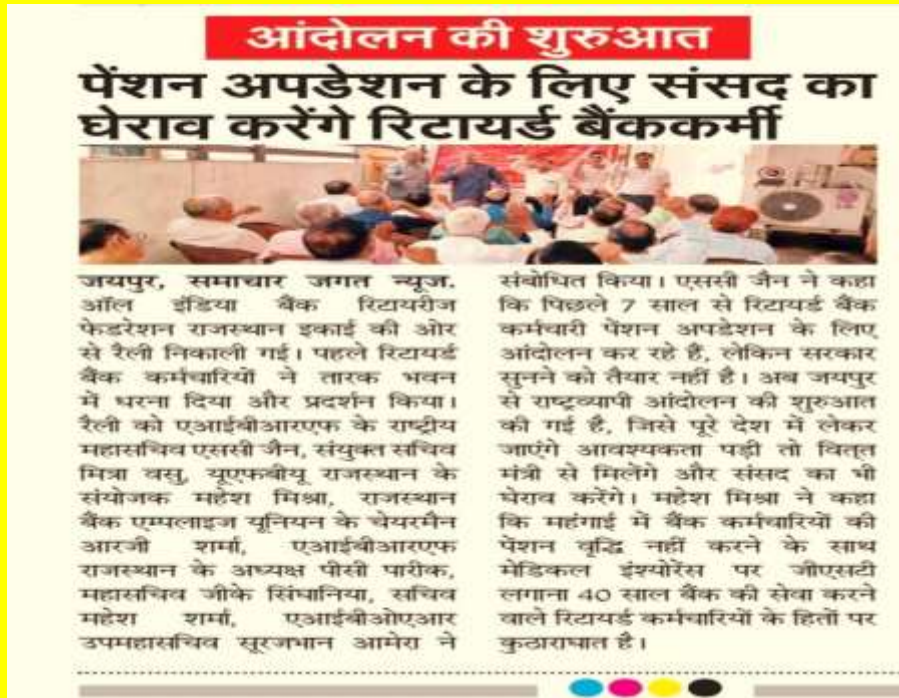 आंदोलन की शुरुआत
पेंशन अपडेशन के लिए संसद का
घेराव करेंगे रिटायर्ड बैंककर्मी
जयपुर, समाचार जगत न्यूज.
ऑल इंडिया बैंक रिटायरीज
फेडरेशन राजस्थान इकाई की ओर
से रैली निकाली गई। पहले रिटायर्ड
बैंक कर्मचारियों ने तारक भवन
में धरना दिया और प्रदर्शन किया।
रैली को एआईबीआरएफ के राष्ट्रीय
महासचिव एससी जैन, संयुक्त सचिव
मित्रा वसु, यूएफबीयू राजस्थान के
संयोजक महेश मिश्रा, राजस्थान
बैंक एम्पलाइज यूनियन के चेयरमैन
आरजी शर्मा, एआईबीआरएफ
राजस्थान के अध्यक्ष पीसी पारीक,
महासचिव जीके सिंघानिया, सचिव
महेश शर्मा, एआईबीओएआर
उपमहासचिव सूरजभान आमेरा ने
संबोधित किया। एससी जैन ने कहा
कि पिछले 7 साल से रिटायर्ड बैंक
कर्मचारी पेंशन अपडेशन के लिए
आंदोलन कर रहे हैं, लेकिन सरकार
सुनने को तैयार नहीं है। अब जयपुर
से राष्ट्रव्यापी आंदोलन की शुरुआत
की गई है, जिसे पूरे देश में लेकर
जाएंगे आवश्यकता पड़ी तो वित्त
मंत्री से मिलेंगे और संसद का भी
घेराव करेंगे। महेश मिश्रा ने कहा
कि महंगाई में बैंक कर्मचारियों की
पेंशन वृद्धि नहीं करने के साथ
मेडिकल इंश्योरेंस पर जीएसटी
लगाना 40 साल बैंक की सेवा करने
वाले रिटायर्ड कर्मचारियों के हितों पर
कुठाराघात है।